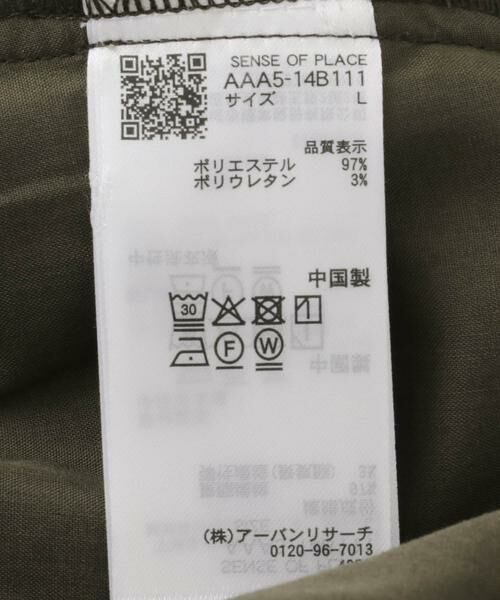 SENSE OF PLACE
AAA5-14B111
サイズ L
品質表示
ポリエステル 97%
ポリウレタン 3%
中国製
30
F W
(株)アーバンリサーチ
0120-96-7013